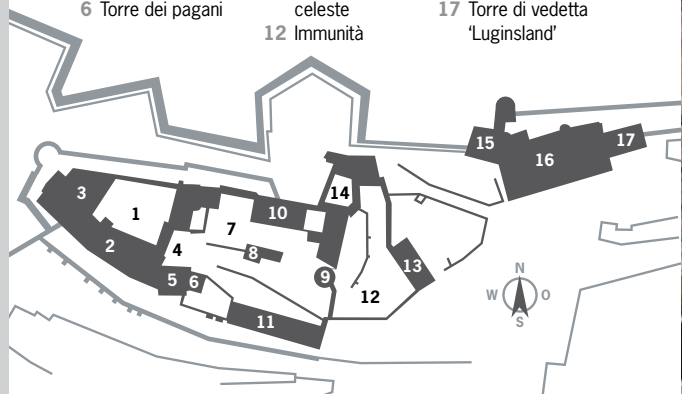 6 Torre dei pagani
celeste
12 Immunità
17 Torre di vedetta
'Luginsland'
15
17
16
3
14
1
10
7
2
4
8
13
9
5
6
12
11
N
W
O
S